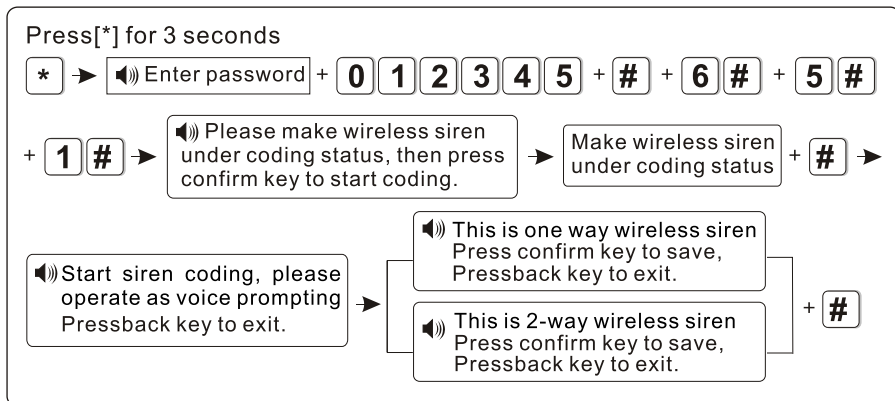 Press[*] for 3 seconds
* Enter password + 0 1 2 3 4 5 + # + 6 # + 5 #
+ 1 # Please make wireless siren
under coding status, then press
confirm key to start coding.
Make wireless siren
under coding status + #
Start siren coding, please
operate as voice prompting
Pressback key to exit.
This is one way wireless siren
Press confirm key to save,
Pressback key to exit.
This is 2-way wireless siren
Press confirm key to save,
Pressback key to exit.
+ #